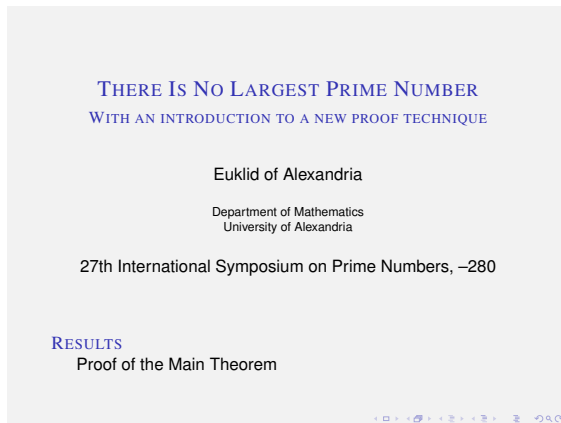 THERE IS NO LARGEST PRIME NUMBER
WITH AN INTRODUCTION TO A NEW PROOF TECHNIQUE
Euklid of Alexandria
Department of Mathematics
University of Alexandria
27th International Symposium on Prime Numbers, –280
RESULTS
Proof of the Main Theorem